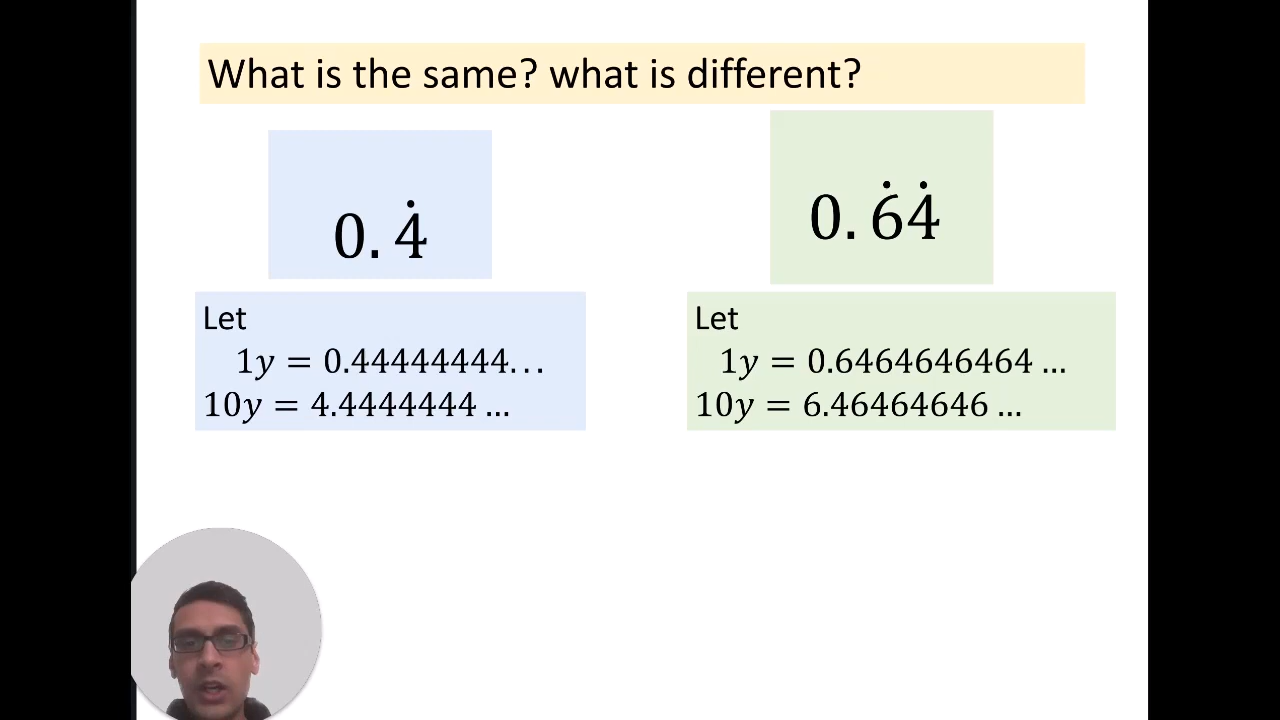 What is the same? what is different?
0.4̇
0.6̇4̇
Let
1y = 0.44444444...
10y = 4.4444444 ...
Let
1y = 0.6464646464 ...
10y = 6.46464646 ...